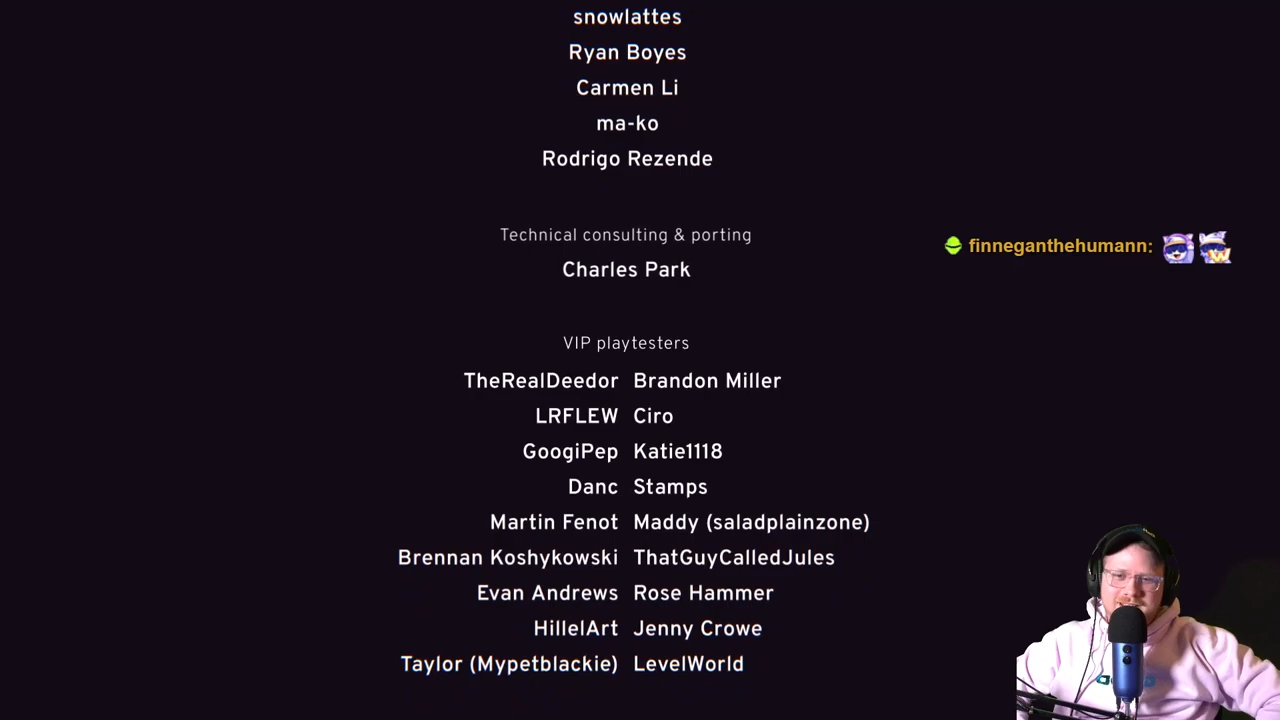 snowlattes
Ryan Boyes
Carmen Li
ma-ko
Rodrigo Rezende
Technical consulting & porting
Charles Park
finneganthehumann:
VIP playtesters
TheRealDeedor Brandon Miller
LRFLEW Ciro
GoogiPep Katie1118
Danc Stamps
Martin Fenot Maddy (saladplainzone)
Brennan Koshykowski ThatGuyCalledJules
Evan Andrews Rose Hammer
HillelArt Jenny Crowe
Taylor (Mypetblackie) LevelWorld